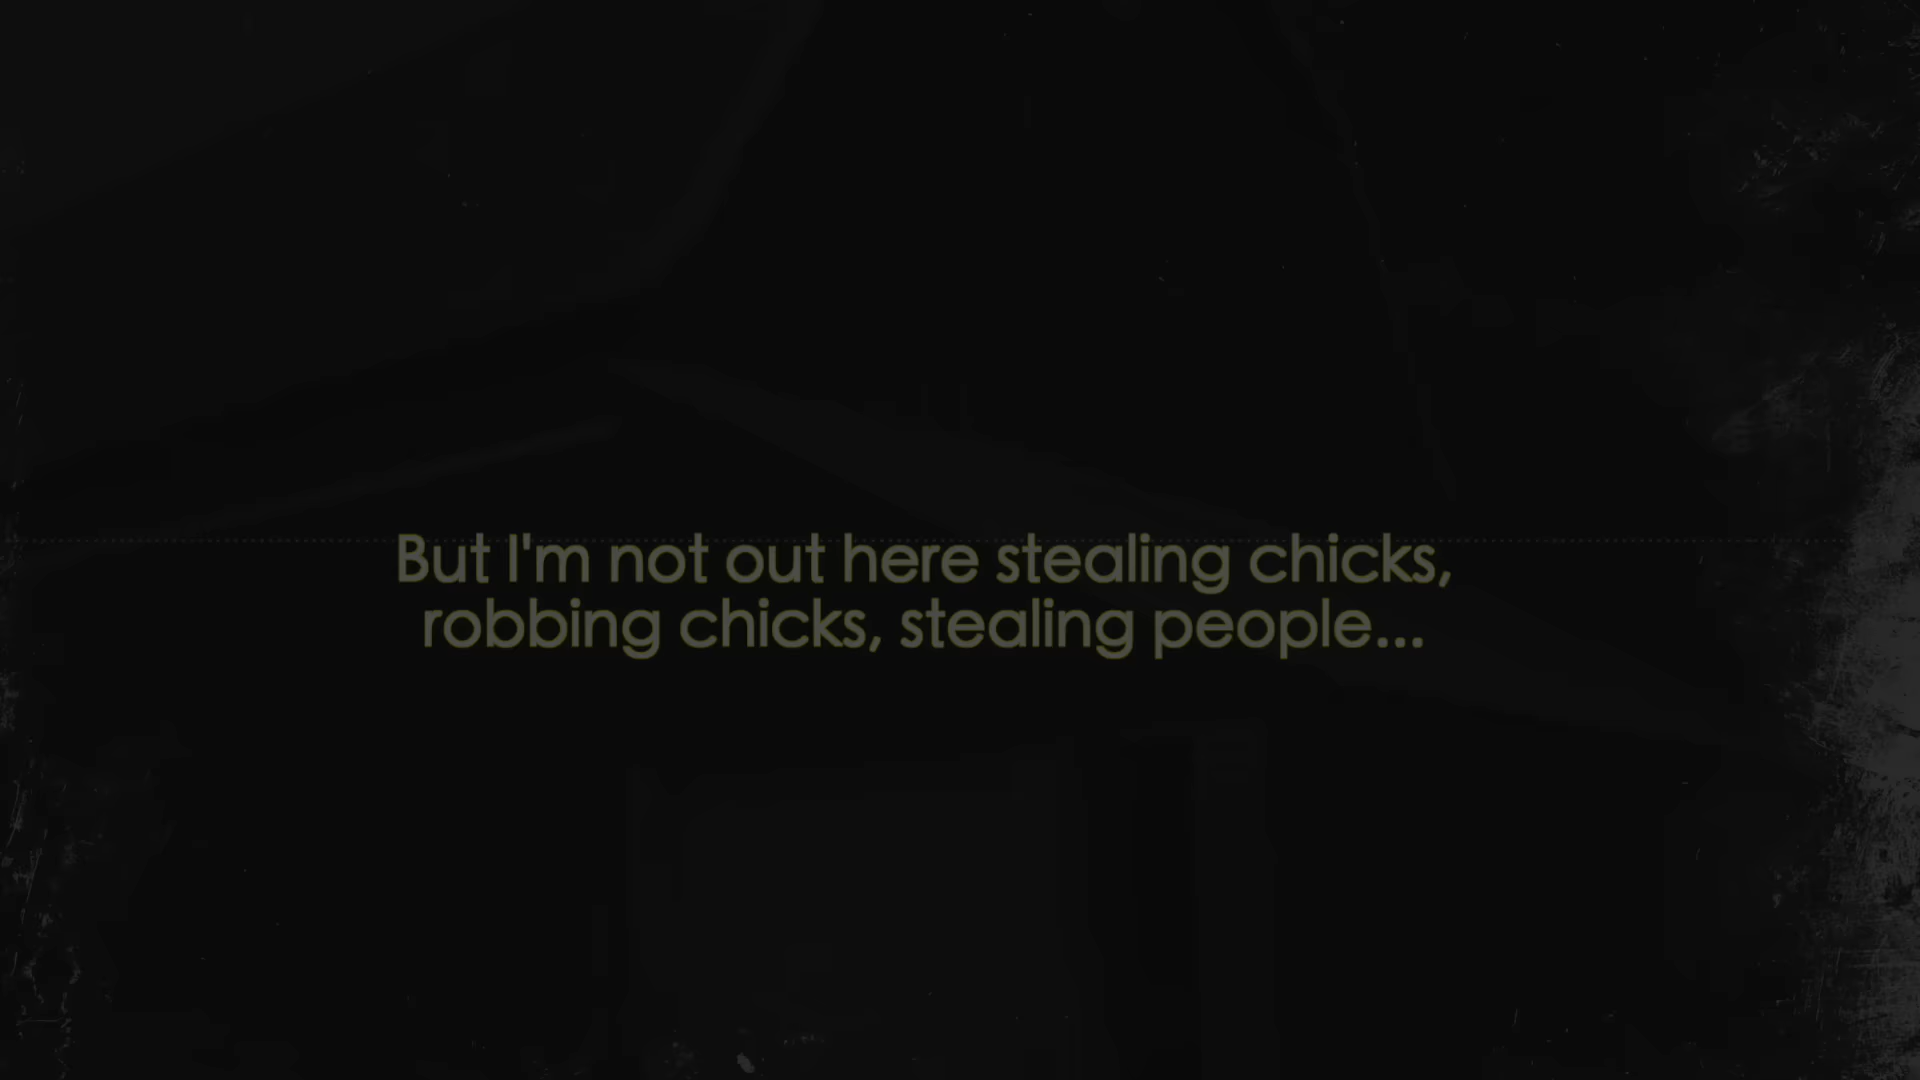 But I'm not out here stealing chicks,
robbing chicks, stealing people...